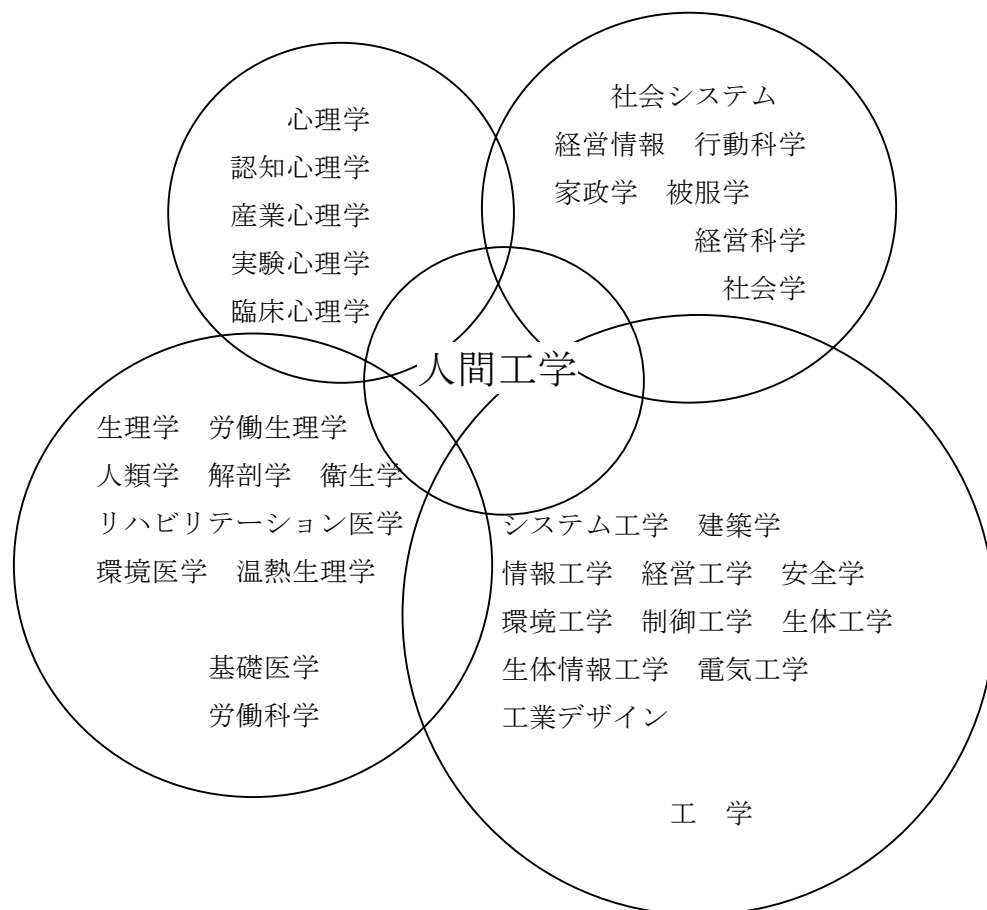 心理学
認知心理学
産業心理学
実験心理学
臨床心理学
社会システム
経営情報　行動科学
家政学　被服学
経営科学
社会学
人間工学
生理学　労働生理学
人類学　解剖学　衛生学
リハビリテーション医学
環境医学　温熱生理学
基礎医学
労働科学
システム工学　建築学
情報工学　経営工学　安全学
環境工学　制御工学　生体工学
生体情報工学　電気工学
工業デザイン
工　学